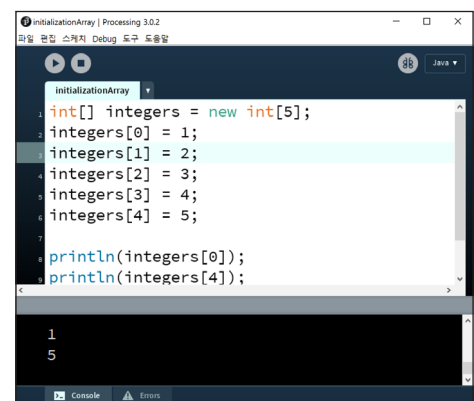 initializationArray | Processing 3.0.2
파일 편집 스케치 Debug 도구 도움말
Java ▼
initializationArray ▼
1 int[] integers = new int[5];
2 integers[0] = 1;
3 integers[1] = 2;
4 integers[2] = 3;
5 integers[3] = 4;
6 integers[4] = 5;
7
8 println(integers[0]);
9 println(integers[4]);
1
5
Console Errors